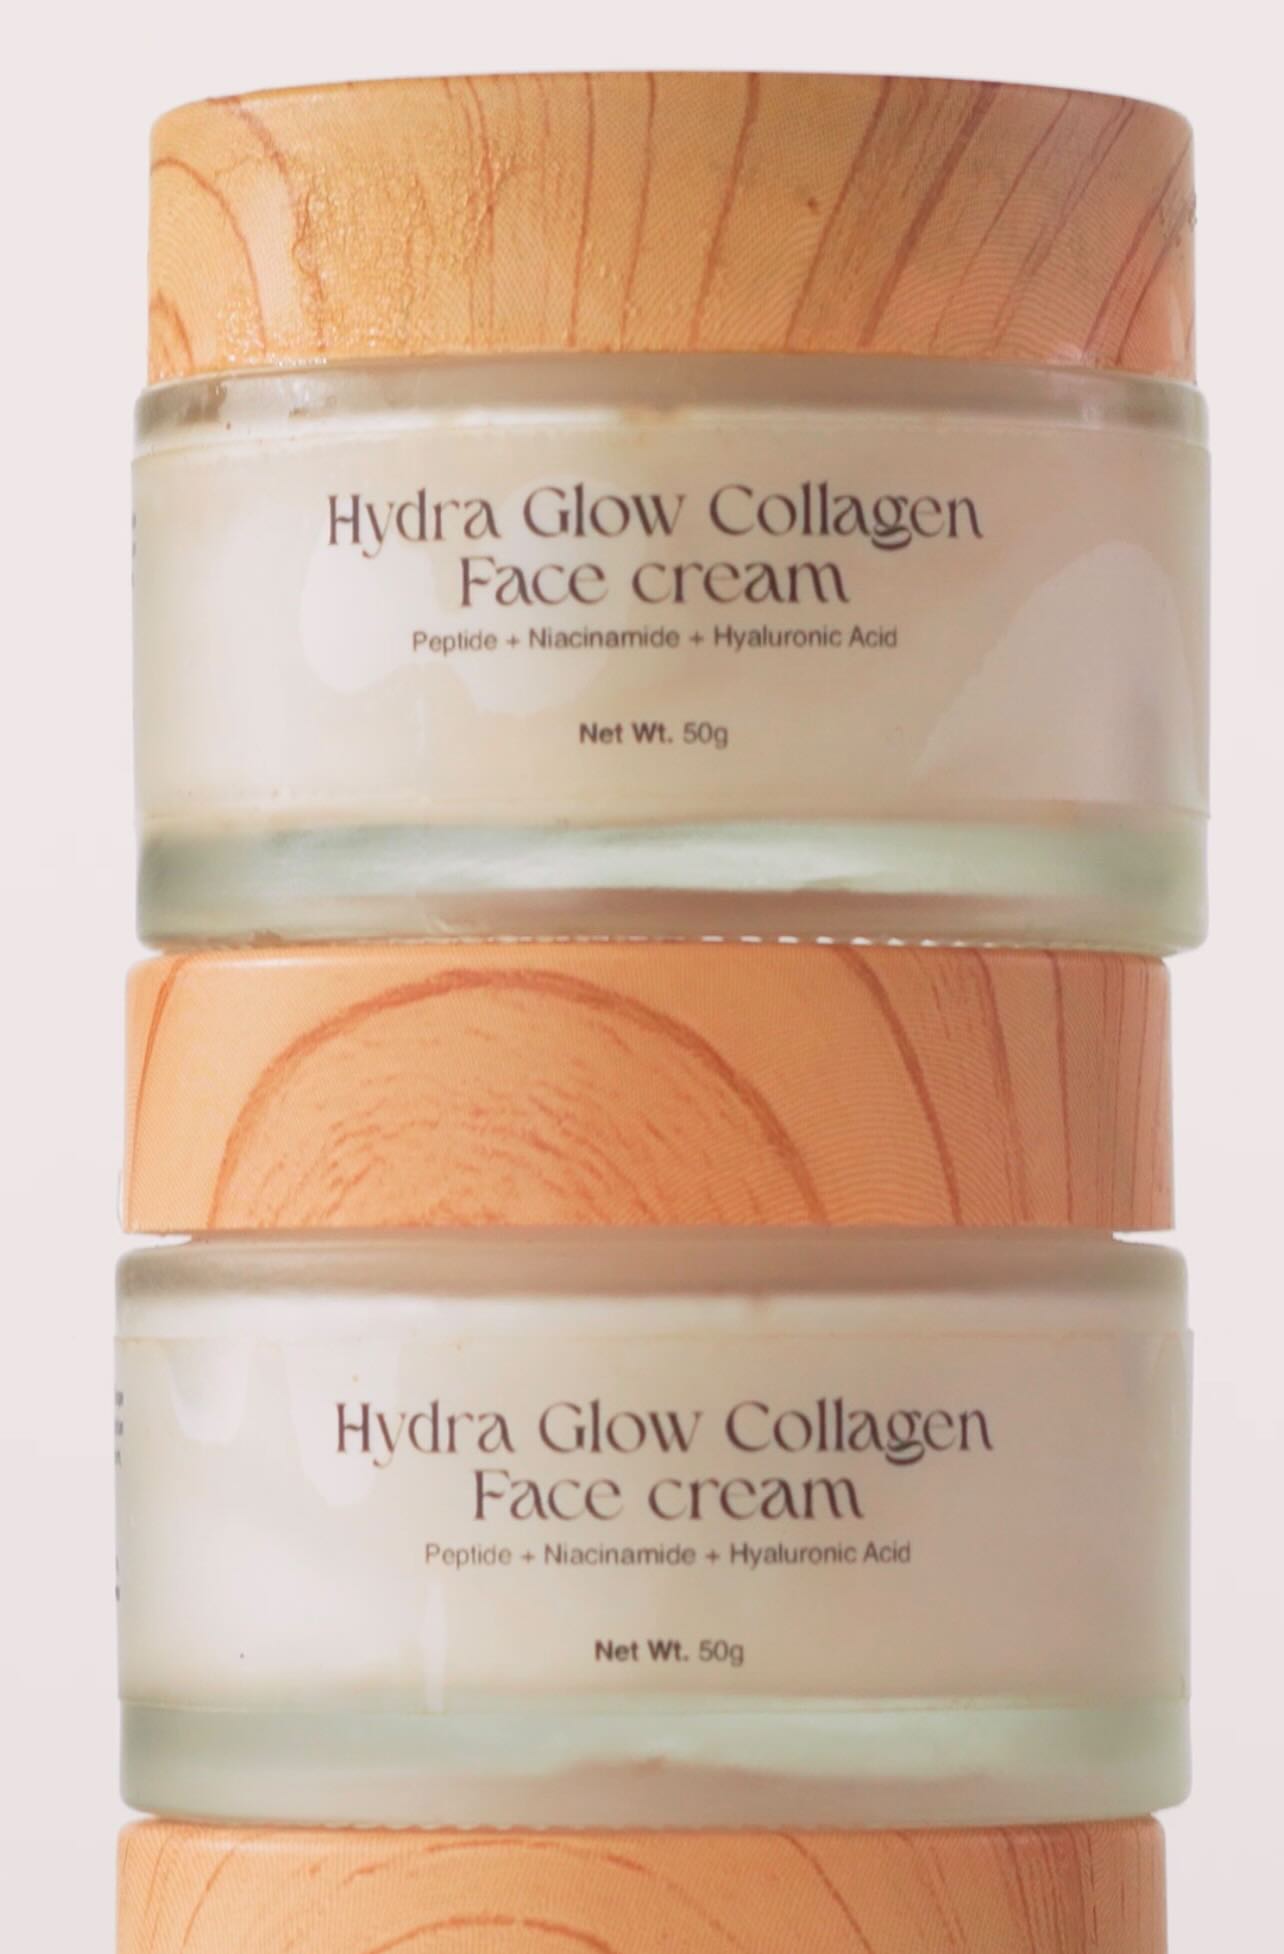 Hydra Glow Collagen
Face cream
Peptide + Niacinamide + Hyaluronic Acid
Net Wt. 50g
Hydra Glow Collagen
Face cream
Peptide + Niacinamide + Hyaluronic Acid
Net Wt. 50g